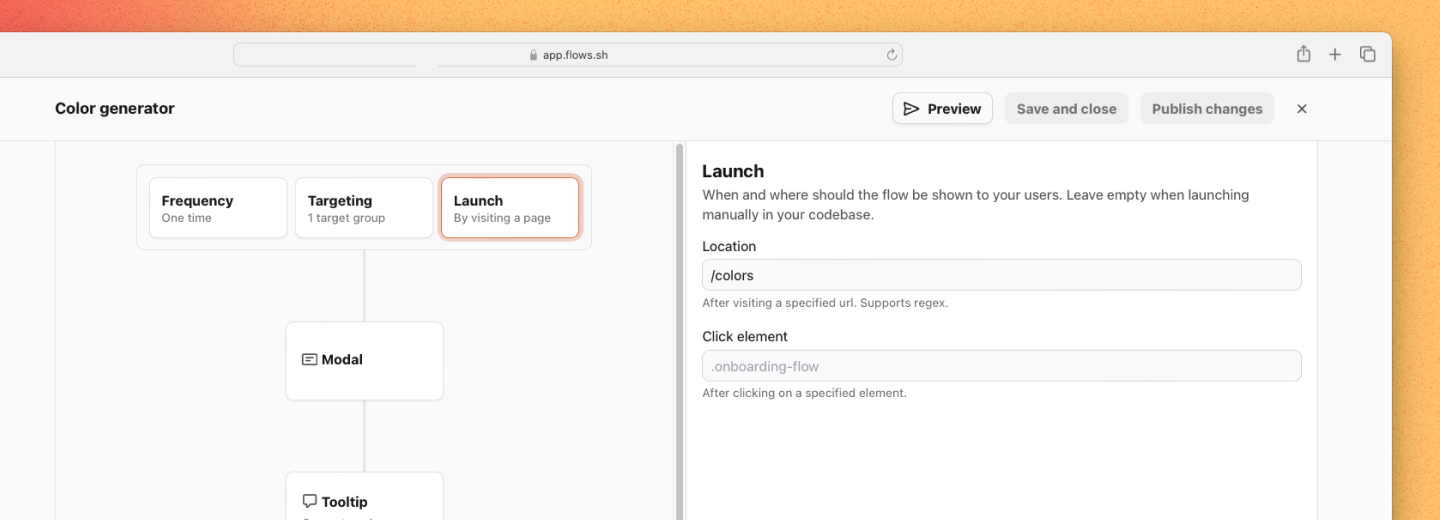 app.flows.sh
Color generator
Preview
Save and close
Publish changes
Frequency
One time
Targeting
1 target group
Launch
By visiting a page
Modal
Tooltip
Launch
When and where should the flow be shown to your users. Leave empty when launching
manually in your codebase.
Location
/colors
After visiting a specified url. Supports regex.
Click element
.onboarding-flow
After clicking on a specified element.